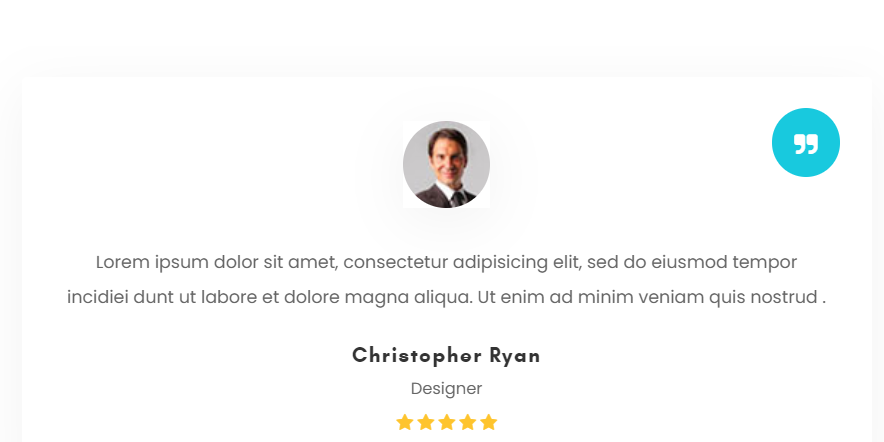 Lorem ipsum dolor sit amet, consectetur adipisicing elit, sed do eiusmod tempor
incidiei dunt ut labore et dolore magna aliqua. Ut enim ad minim veniam quis nostrud .
Christopher Ryan
Designer